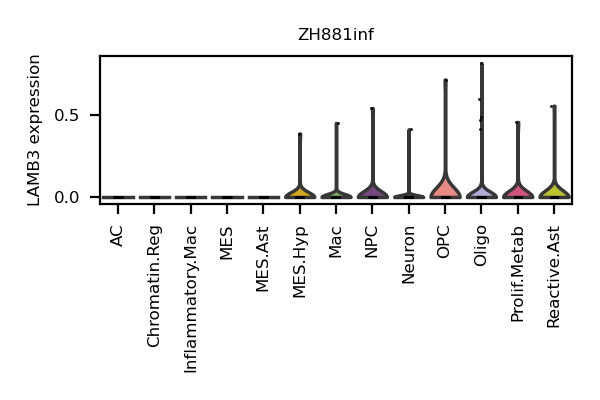 ZH881inf
LAMB3 expression
0.5
0.0
AC
Chromatin.Reg
Inflammatory.Mac
MES
MES.Ast
MES.Hyp
Mac
NPC
Neuron
OPC
Oligo
Prolif.Metab
Reactive.Ast